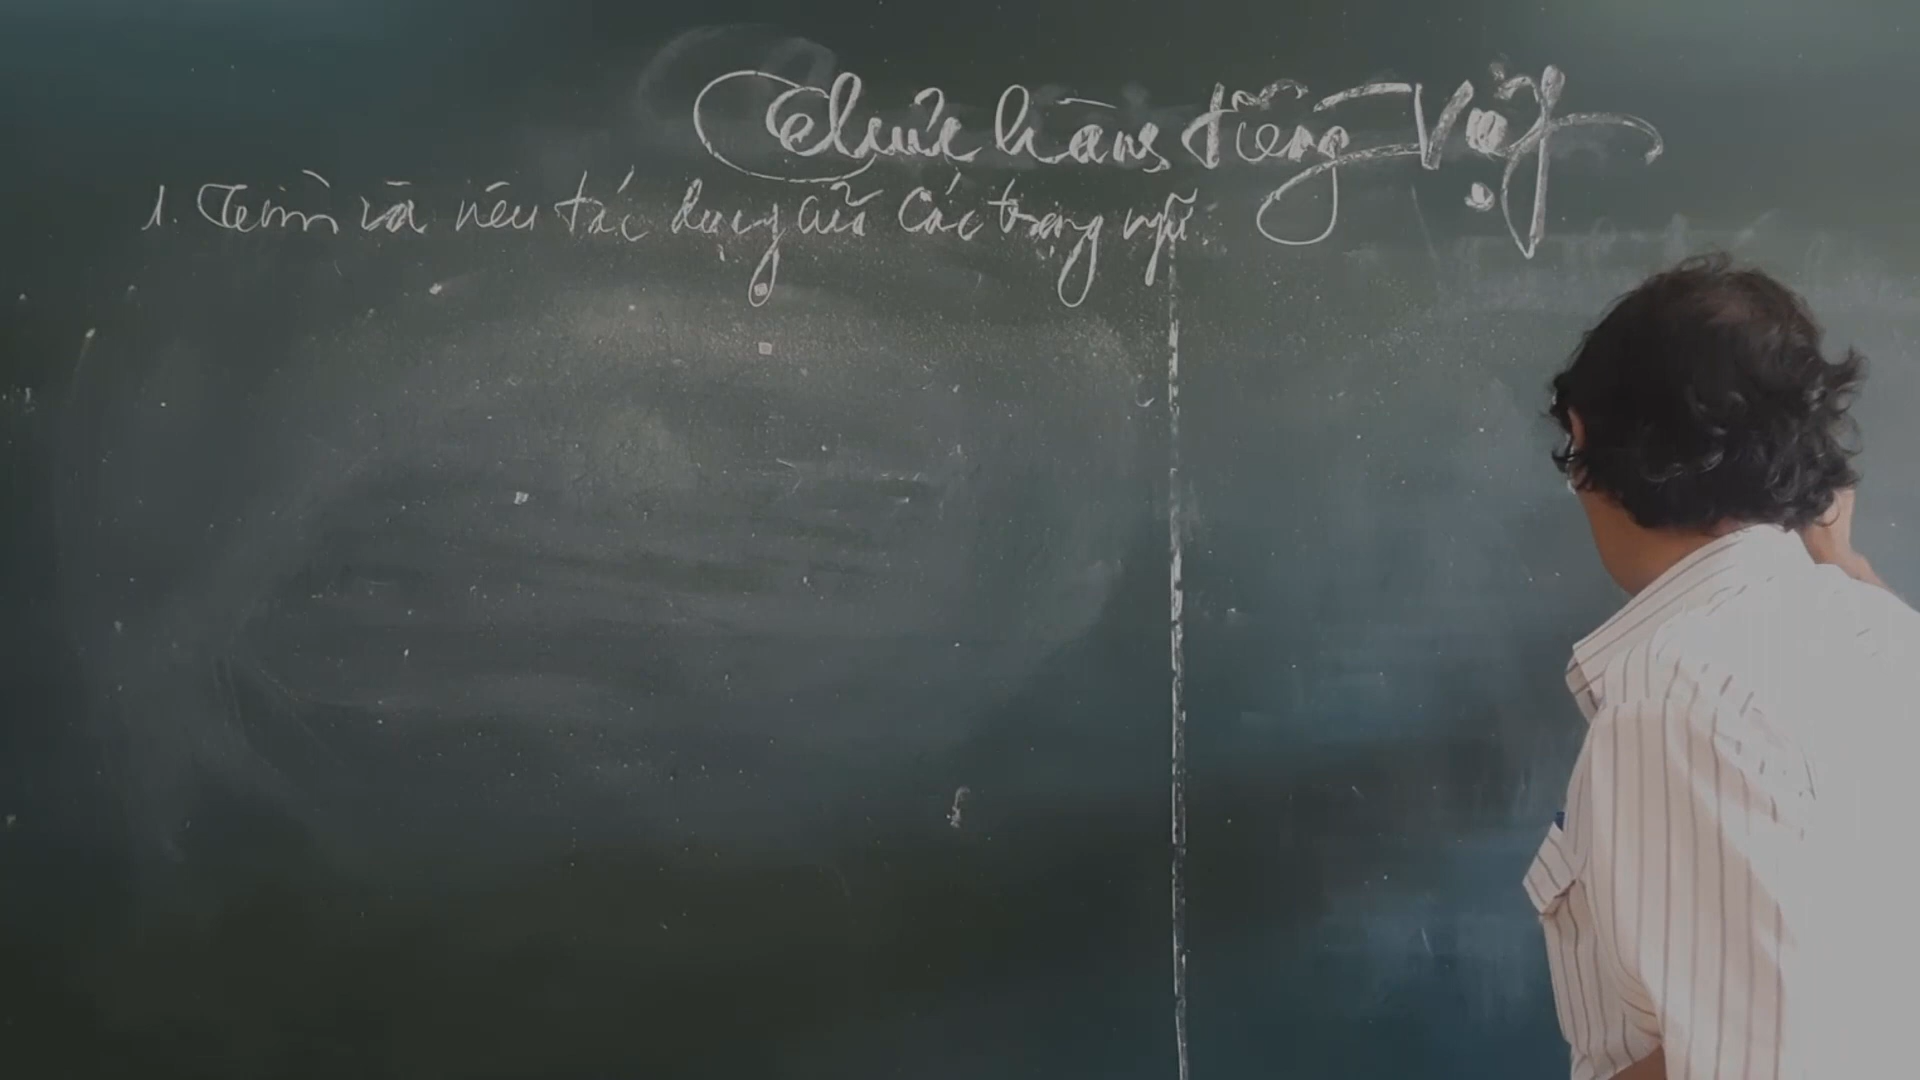 Thực hành tiếng Việt
1. Tìm và nêu tác dụng của các trạng ngữ